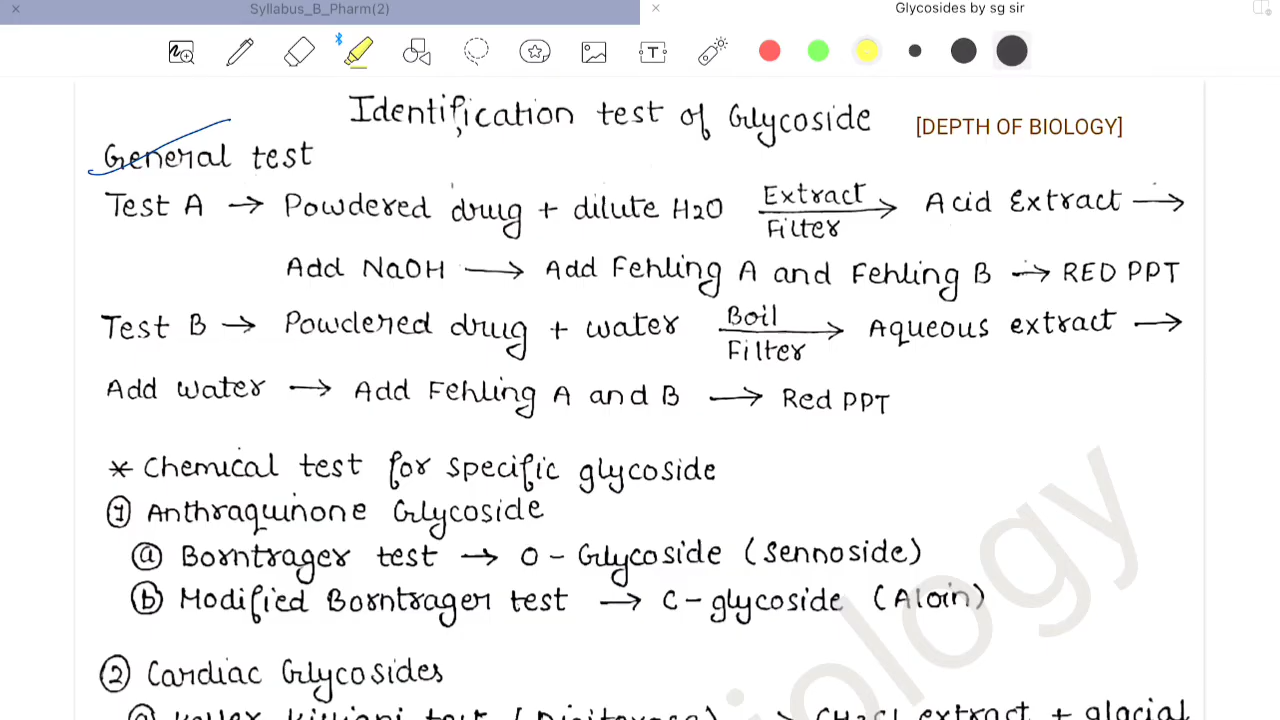 Syllabus_B_Pharm(2)
Glycosides by sg sir
Identification test of Glycoside [DEPTH OF BIOLOGY]
General test
Test A → Powdered drug + dilute H2O Extract Filter → Acid Extract →
Add NaOH → Add Fehling A and Fehling B → RED PPT
Test B → Powdered drug + water Boil Filter → Aqueous extract →
Add water → Add Fehling A and B → Red PPT
* Chemical test for specific glycoside
① Anthraquinone Glycoside
ⓐ Borntrager test → O - Glycoside (Sennoside)
ⓑ Modified Borntrager test → C - glycoside (Aloin)
② Cardiac Glycosides
extract + glacial
iology